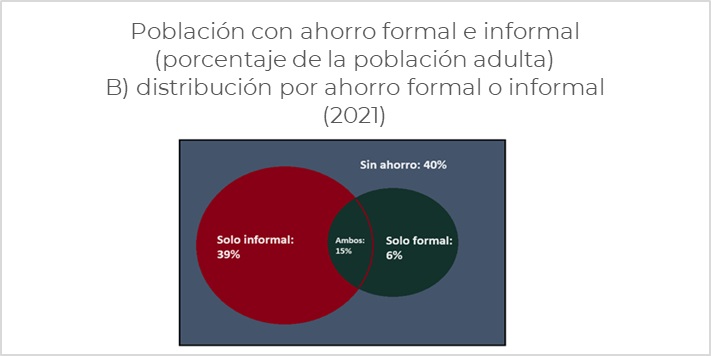 Población con ahorro formal e informal
(porcentaje de la población adulta)
B) distribución por ahorro formal o informal
(2021)
Sin ahorro: 40%
Solo informal:
39%
Ambos:
15%
Solo formal:
6%